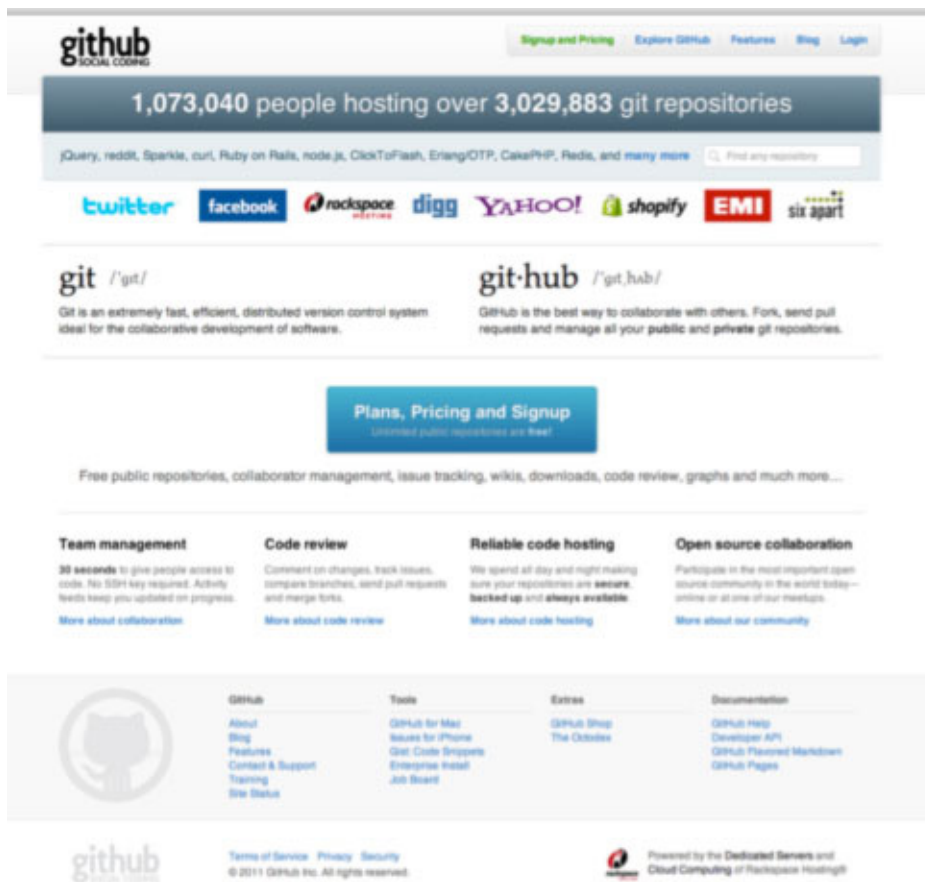 github
SOCIAL CODING
Signup and Pricing Explore GitHub Features Blog Login
1,073,040 people hosting over 3,029,883 git repositories
jQuery, reddit, Sparkle, curl, Ruby on Rails, node.js, ClickToFlash, Erlang/OTP, CakePHP, Redis, and many more
Find any repository
twitter facebook rackspace HOSTING digg YAHOO! shopify EMI six apart
git /'gɪt/
Git is an extremely fast, efficient, distributed version control system
ideal for the collaborative development of software.
git·hub /'gɪt,hʌb/
GitHub is the best way to collaborate with others. Fork, send pull
requests and manage all your public and private git repositories.
Plans, Pricing and Signup
Unlimited public repositories are free!
Free public repositories, collaborator management, issue tracking, wikis, downloads, code review, graphs and much more...
Team management
30 seconds to give people access to
code. No SSH key required. Activity
feeds keep you updated on progress.
More about collaboration
Code review
Comment on changes, track issues,
compare branches, send pull requests
and merge forks.
More about code review
Reliable code hosting
We spend all day and night making
sure your repositories are secure,
backed up and always available.
More about code hosting
Open source collaboration
Participate in the most important open
source community in the world today—
online or at one of our meetups.
More about our community
GitHub
About
Blog
Features
Contact & Support
Training
Site Status
Tools
GitHub for Mac
Issues for iPhone
Gist: Code Snippets
Enterprise Install
Job Board
Extras
GitHub Shop
The Octodex
Documentation
GitHub Help
Developer API
GitHub Flavored Markdown
GitHub Pages
github
Terms of Service Privacy Security
© 2011 GitHub Inc. All rights reserved.
rackspace
Powered by the Dedicated Servers and
Cloud Computing of Rackspace Hosting®